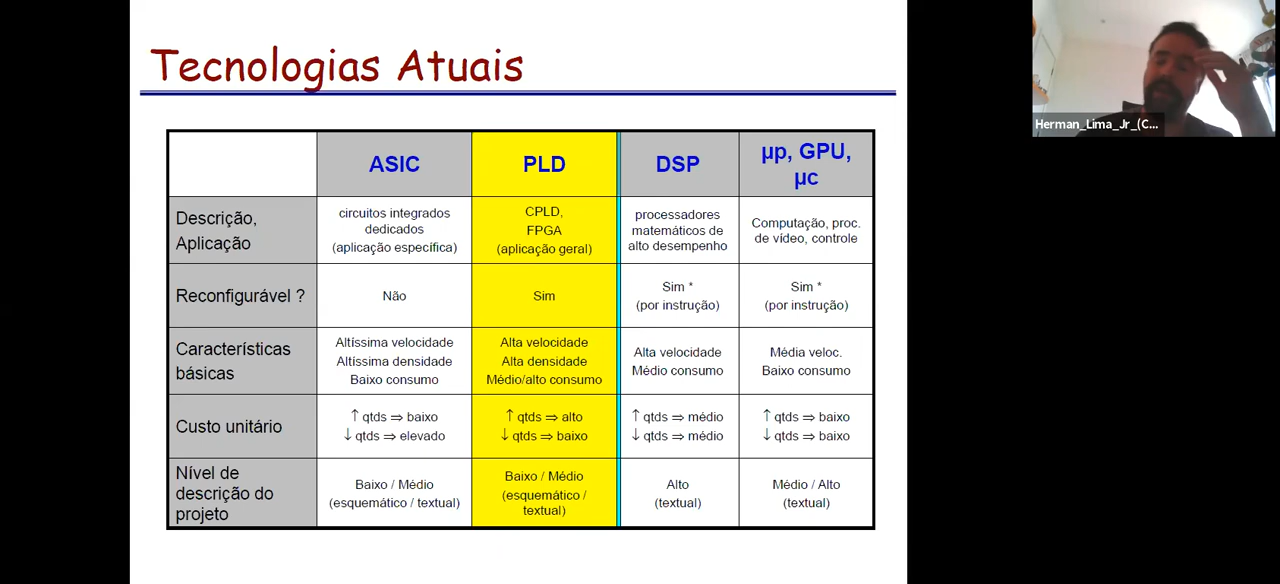 Tecnologias Atuais
Herman_Lima_Jr_(C...
ASIC
PLD
DSP
µp, GPU,
µc
Descrição,
Aplicação
circuitos integrados
dedicados
(aplicação específica)
CPLD,
FPGA
(aplicação geral)
processadores
matemáticos de
alto desempenho
Computação, proc.
de vídeo, controle
Reconfigurável ?
Não
Sim
Sim *
(por instrução)
Sim *
(por instrução)
Características
básicas
Altíssima velocidade
Altíssima densidade
Baixo consumo
Alta velocidade
Alta densidade
Médio/alto consumo
Alta velocidade
Médio consumo
Média veloc.
Baixo consumo
Custo unitário
↑ qtds ⇒ baixo
↓ qtds ⇒ elevado
↑ qtds ⇒ alto
↓ qtds ⇒ baixo
↑ qtds ⇒ médio
↓ qtds ⇒ médio
↑ qtds ⇒ baixo
↓ qtds ⇒ baixo
Nível de
descrição do
projeto
Baixo / Médio
(esquemático / textual)
Baixo / Médio
(esquemático /
textual)
Alto
(textual)
Médio / Alto
(textual)